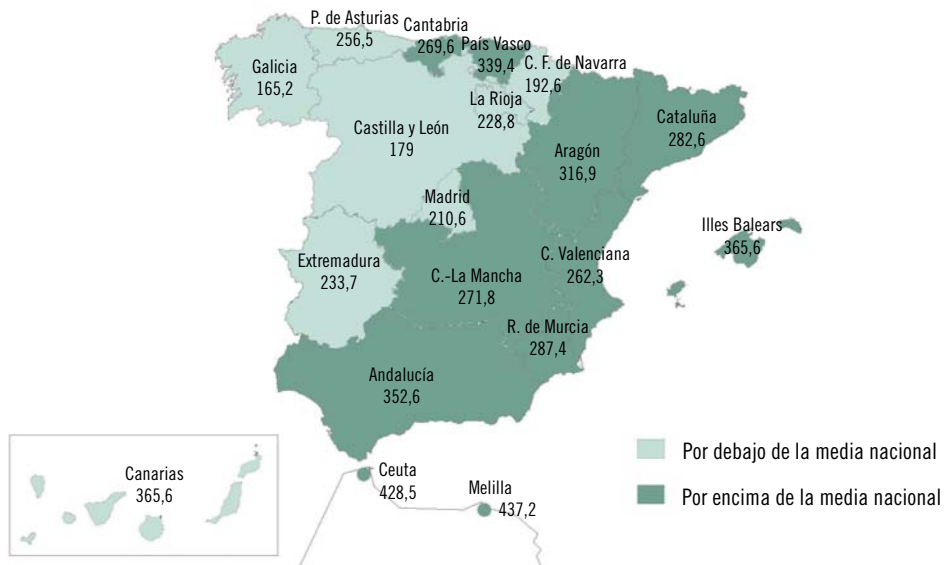 P. de Asturias
256,5
Cantabria
269,6
País Vasco
339,4
C. F. de Navarra
192,6
Galicia
165,2
La Rioja
228,8
Cataluña
282,6
Castilla y León
179
Aragón
316,9
Madrid
210,6
Illes Balears
365,6
Extremadura
233,7
C.-La Mancha
271,8
C. Valenciana
262,3
R. de Murcia
287,4
Andalucía
352,6
Canarias
365,6
Ceuta
428,5
Melilla
437,2
Por debajo de la media nacional
Por encima de la media nacional